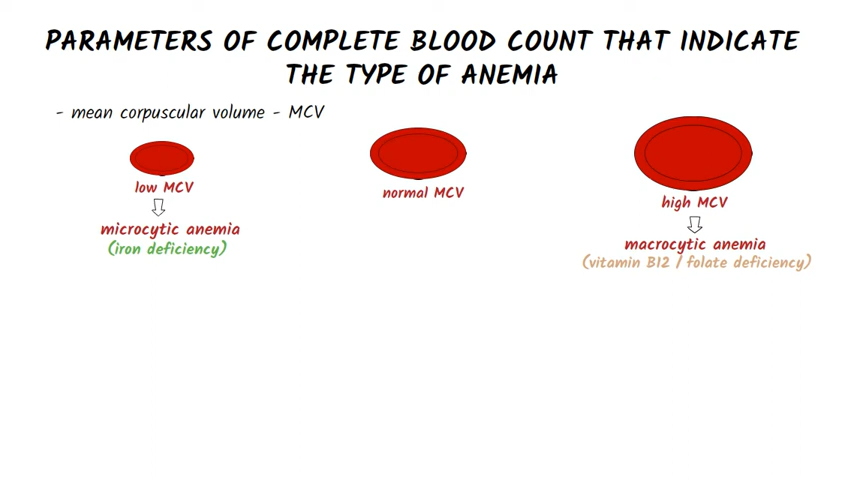 PARAMETERS OF COMPLETE BLOOD COUNT THAT INDICATE
THE TYPE OF ANEMIA
- mean corpuscular volume - MCV
low MCV
normal MCV
high MCV
microcytic anemia
(iron deficiency)
macrocytic anemia
(vitamin B12 / folate deficiency)